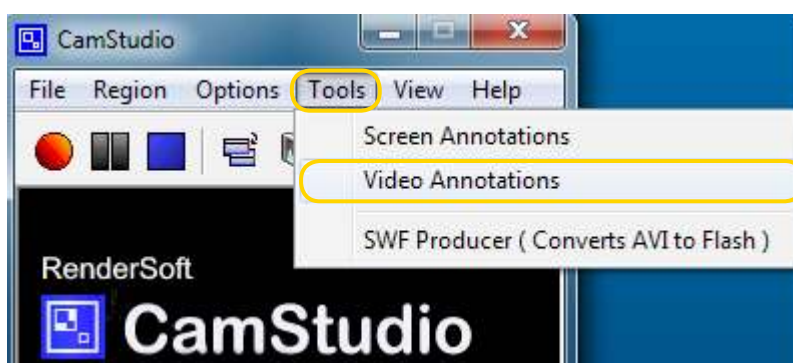 CamStudio
File Region Options Tools View Help
Screen Annotations
Video Annotations
SWF Producer ( Converts AVI to Flash )
RenderSoft
CamStudio